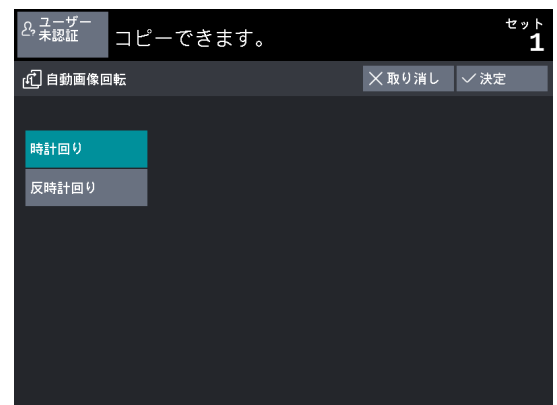 ユーザー
未認証
コピーできます。
セット
1
自動画像回転
取り消し
決定
時計回り
反時計回り